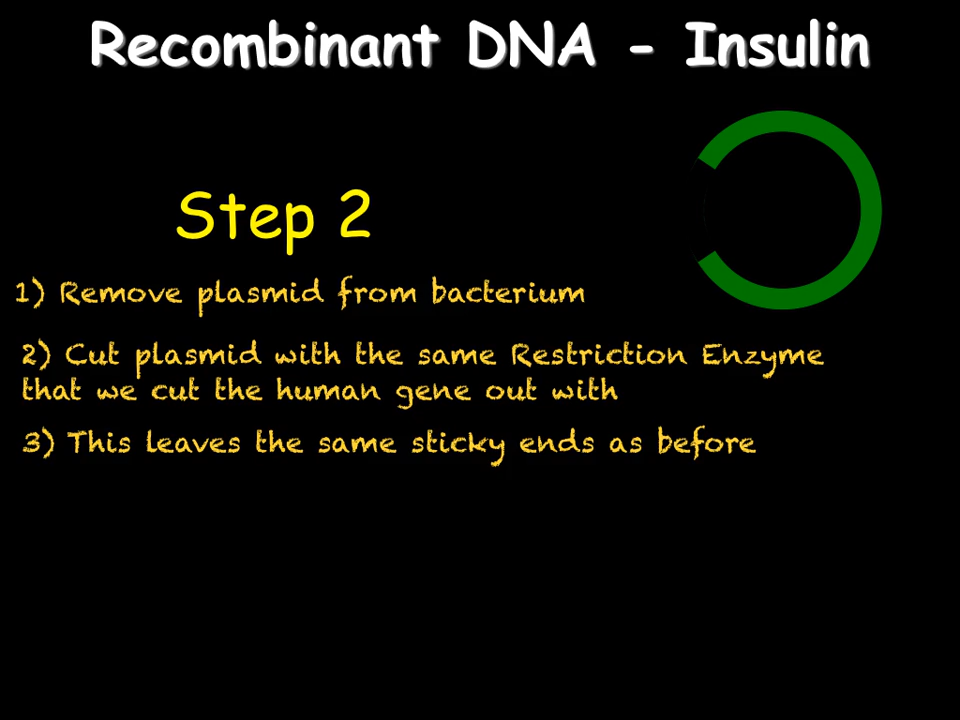 Recombinant DNA - Insulin
Step 2
1) Remove plasmid from bacterium
2) Cut plasmid with the same Restriction Enzyme
that we cut the human gene out with
3) This leaves the same sticky ends as before